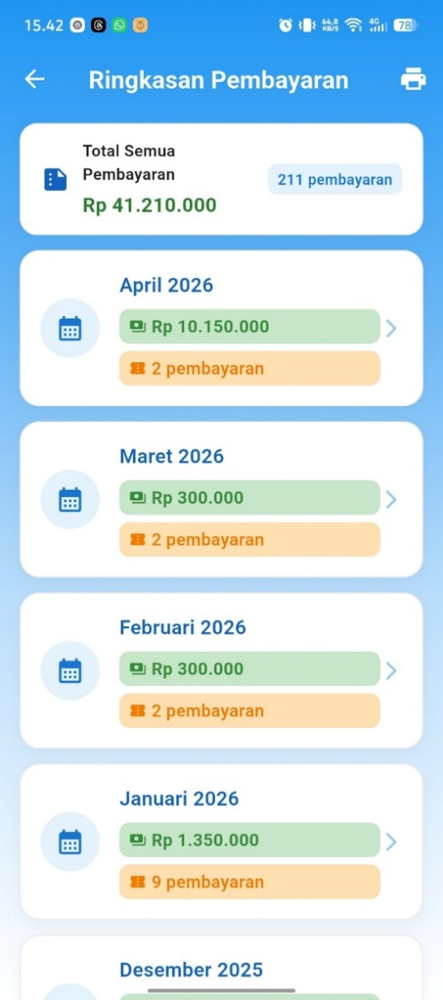 15.42 64,8 KB/S 4G 78
Ringkasan Pembayaran
Total Semua
Pembayaran
211 pembayaran
Rp 41.210.000
April 2026
Rp 10.150.000
2 pembayaran
Maret 2026
Rp 300.000
2 pembayaran
Februari 2026
Rp 300.000
2 pembayaran
Januari 2026
Rp 1.350.000
9 pembayaran
Desember 2025